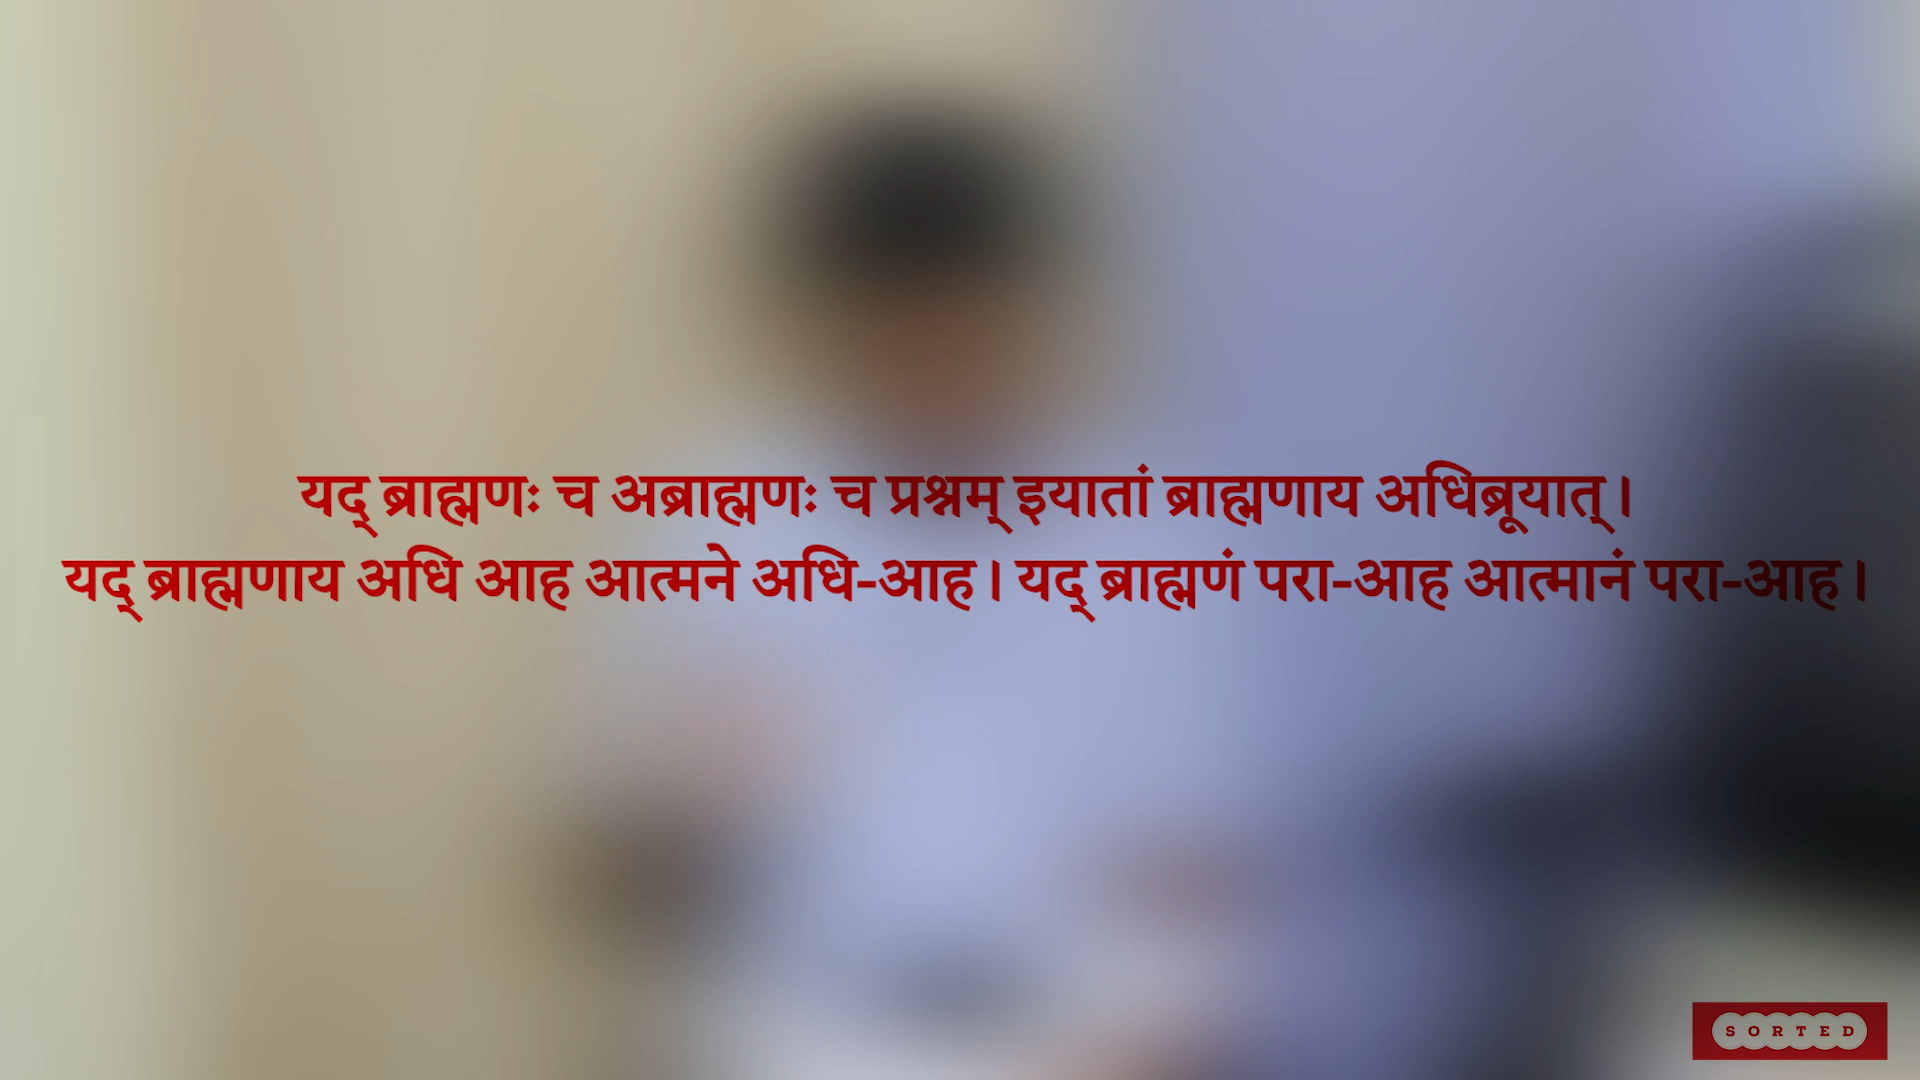 यद् ब्राह्मणः च अब्राह्मणः च प्रश्नम् इयातां ब्राह्मणाय अधिब्रूयात्।
यद् ब्राह्मणाय अधि आह आत्मने अधि-आह। यद् ब्राह्मणं परा-आह आत्मानं परा-आह।
SORTED